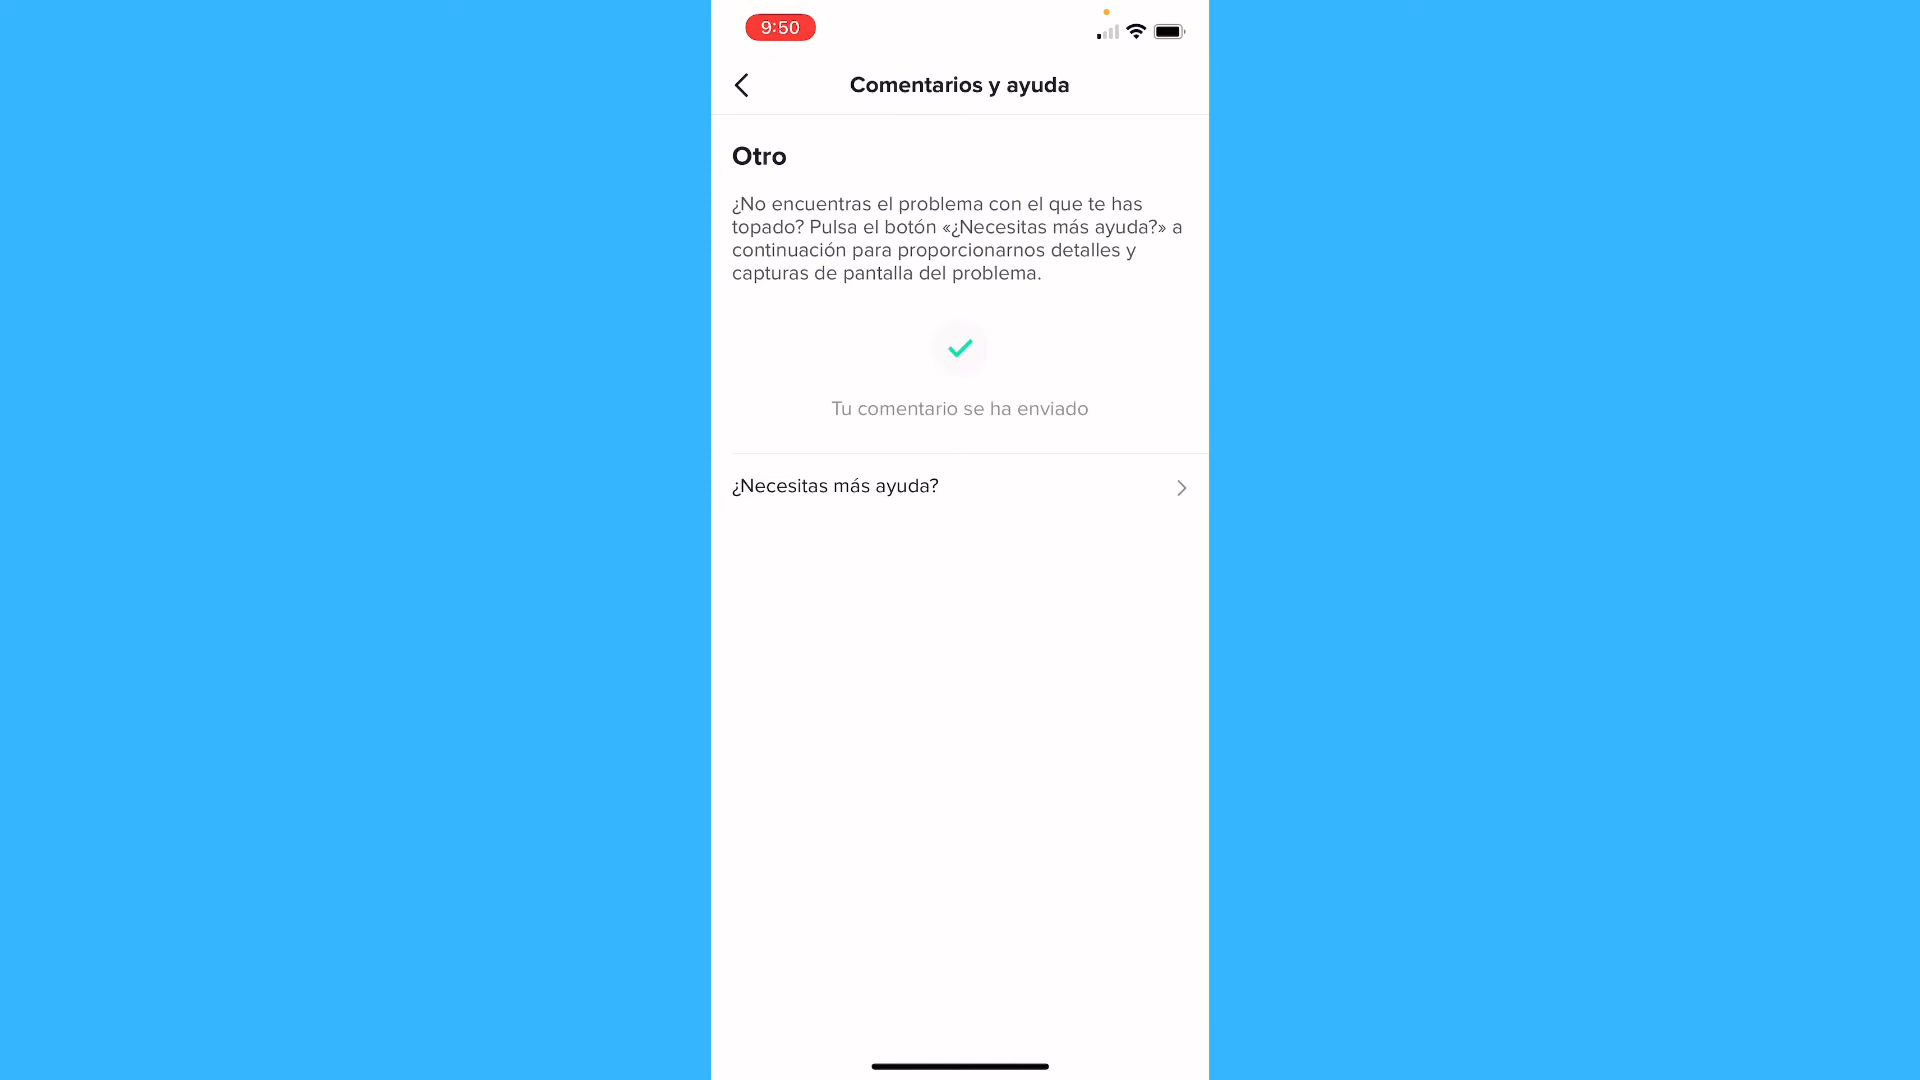 9:50
Comentarios y ayuda
Otro
¿No encuentras el problema con el que te has
topado? Pulsa el botón «¿Necesitas más ayuda?» a
continuación para proporcionarnos detalles y
capturas de pantalla del problema.
Tu comentario se ha enviado
¿Necesitas más ayuda?